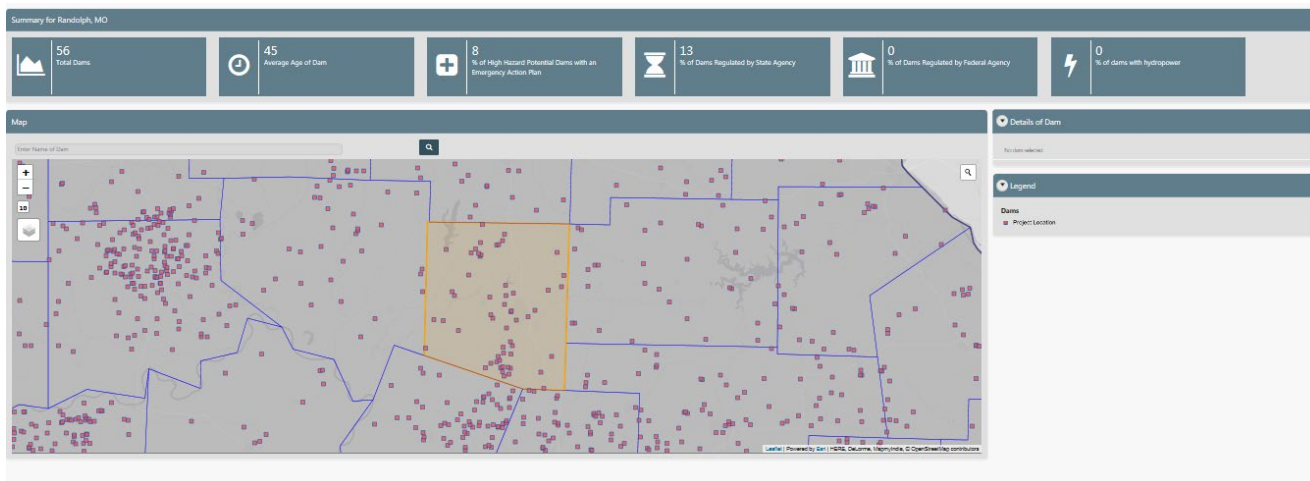 Summary for Randolph, MO
56
Total Dams
45
Average Age of Dam
8
% of High Hazard Potential Dams with an
Emergency Action Plan
13
% of Dams Regulated by State Agency
0
% of Dams Regulated by Federal Agency
0
% of dams with hydropower
Map
Enter Name of Dam
+
−
10
Leaflet | Powered by Esri | HERE, DeLorme, MapmyIndia, © OpenStreetMap contributors
Details of Dam
No dam selected.
Legend
Dams
Project Location